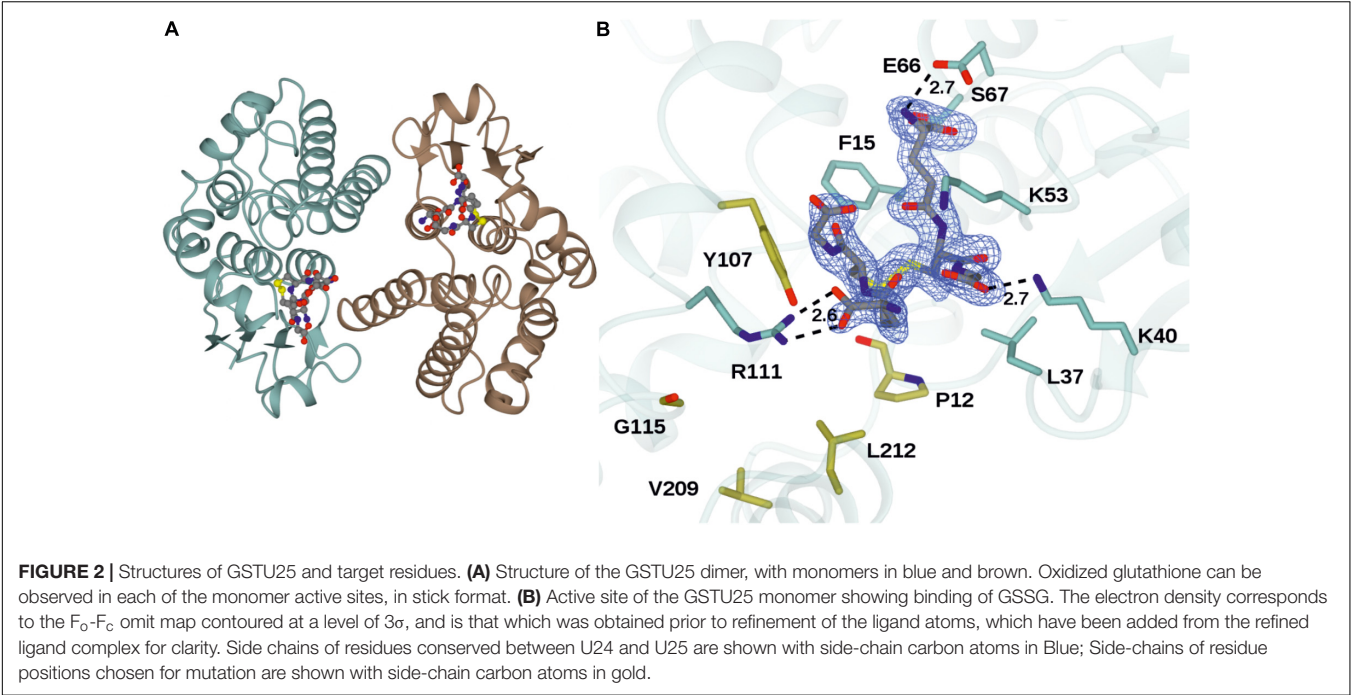 A
B
E66
2.7
S67
F15
K53
Y107
2.6
2.7
R111
K40
L37
P12
G115
L212
V209
FIGURE 2 | Structures of GSTU25 and target residues. (A) Structure of the GSTU25 dimer, with monomers in blue and brown. Oxidized glutathione can be
observed in each of the monomer active sites, in stick format. (B) Active site of the GSTU25 monomer showing binding of GSSG. The electron density corresponds
to the Fo-Fc omit map contoured at a level of 3σ, and is that which was obtained prior to refinement of the ligand atoms, which have been added from the refined
ligand complex for clarity. Side chains of residues conserved between U24 and U25 are shown with side-chain carbon atoms in Blue; Side-chains of residue
positions chosen for mutation are shown with side-chain carbon atoms in gold.